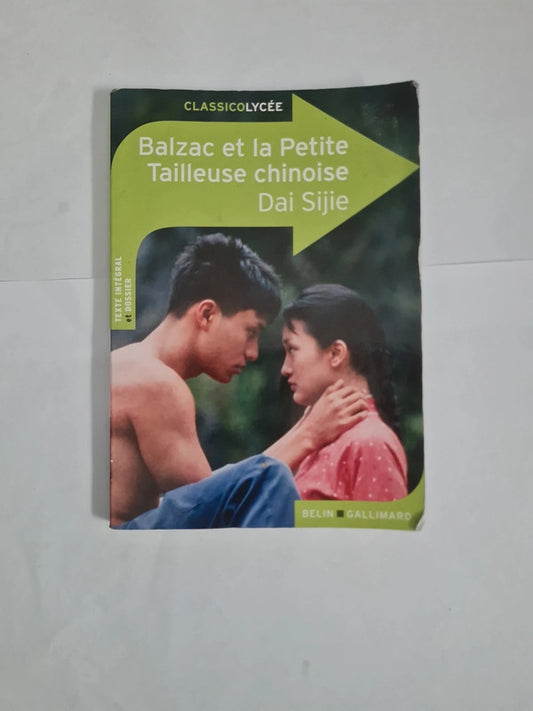 CLASSICOLYCÉE
Balzac et la Petite
Tailleuse chinoise
Dai Sijie
TEXTE INTÉGRAL
et DOSSIER
BELIN ■ GALLIMARD